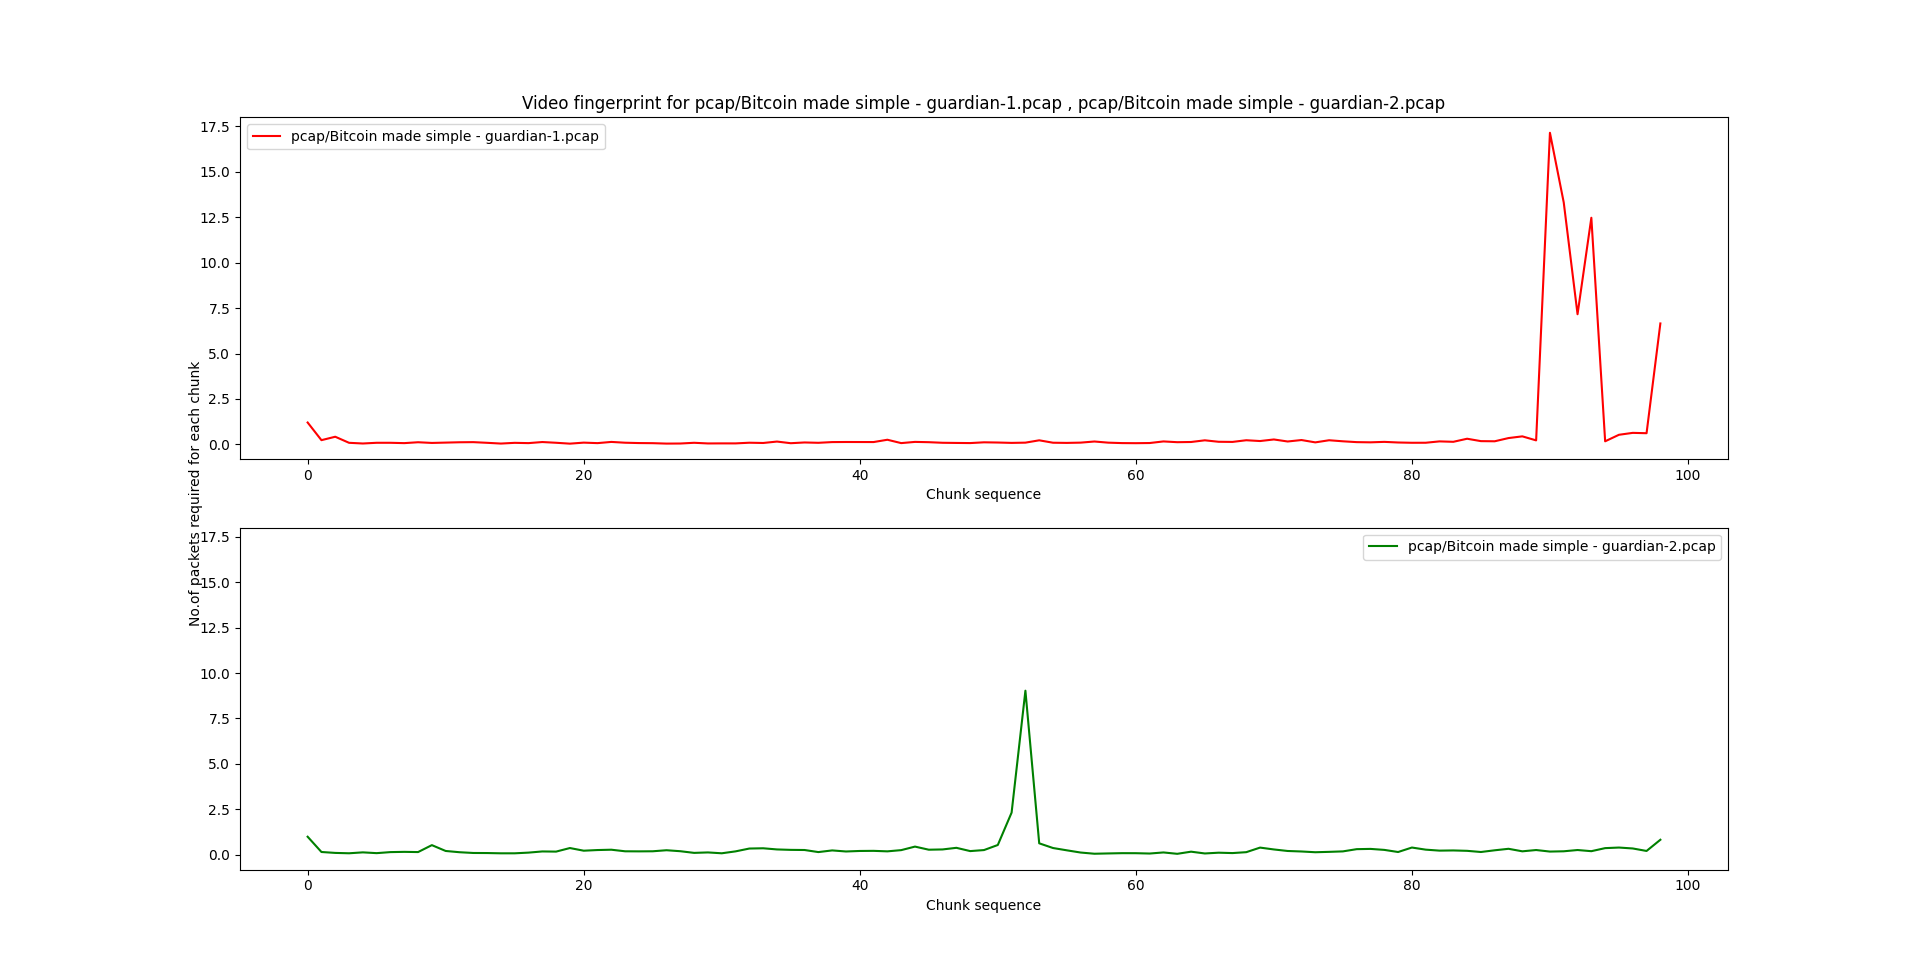 Video fingerprint for pcap/Bitcoin made simple - guardian-1.pcap , pcap/Bitcoin made simple - guardian-2.pcap
pcap/Bitcoin made simple - guardian-1.pcap
17.5
15.0
12.5
10.0
7.5
5.0
2.5
0.0
0 20 40 60 80 100
Chunk sequence
No.of packets required for each chunk
pcap/Bitcoin made simple - guardian-2.pcap
17.5
15.0
12.5
10.0
7.5
5.0
2.5
0.0
0 20 40 60 80 100
Chunk sequence